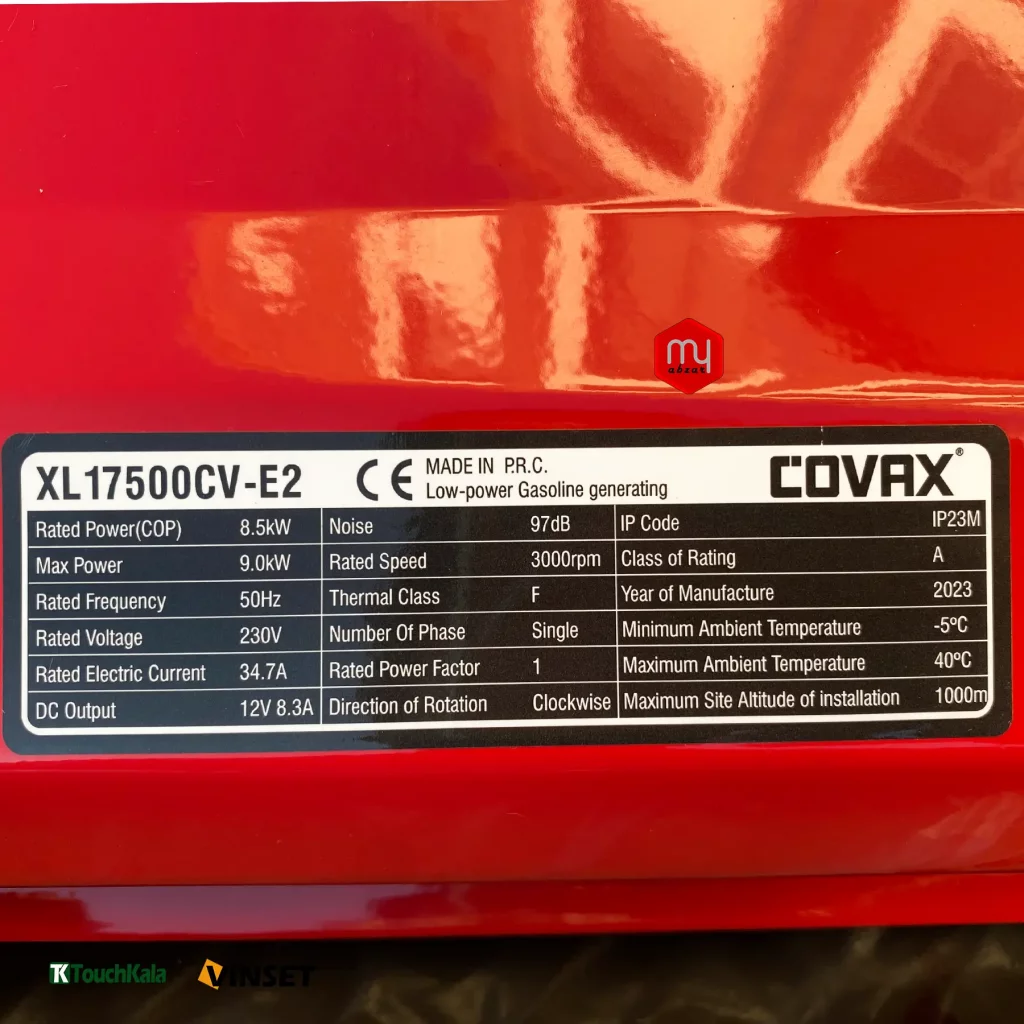 my
abzar
XL17500CV-E2
CE
MADE IN P.R.C.
Low-power Gasoline generating
COVAX®
Rated Power(COP) 8.5kW Noise 97dB IP Code IP23M
Max Power 9.0kW Rated Speed 3000rpm Class of Rating A
Rated Frequency 50Hz Thermal Class F Year of Manufacture 2023
Rated Voltage 230V Number Of Phase Single Minimum Ambient Temperature -5ºC
Rated Electric Current 34.7A Rated Power Factor 1 Maximum Ambient Temperature 40ºC
DC Output 12V 8.3A Direction of Rotation Clockwise Maximum Site Altitude of installation 1000m
TK TouchKala VINSET